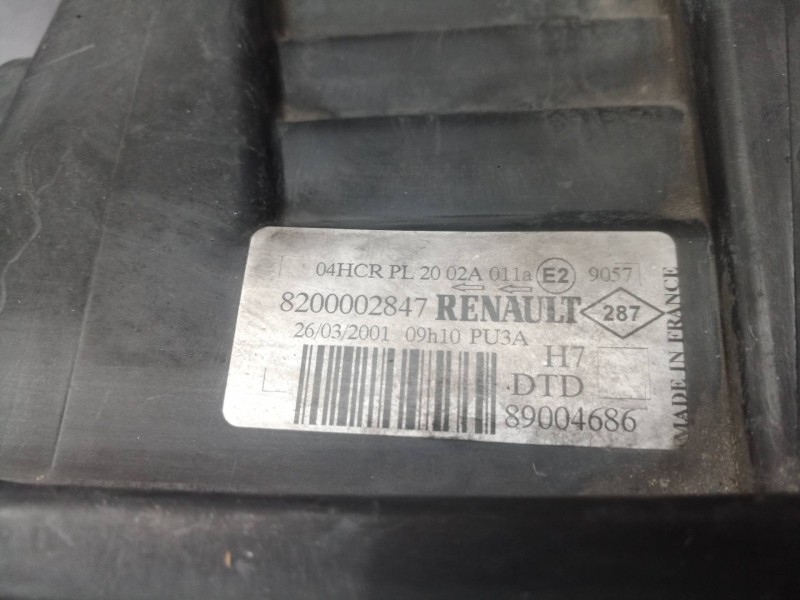 04HCR PL 20 02A 011a E2 9057
8200002847 RENAULT 287
26/03/2001 09h10 PU3A
H7
DTD
89004686
MADE IN FRANCE